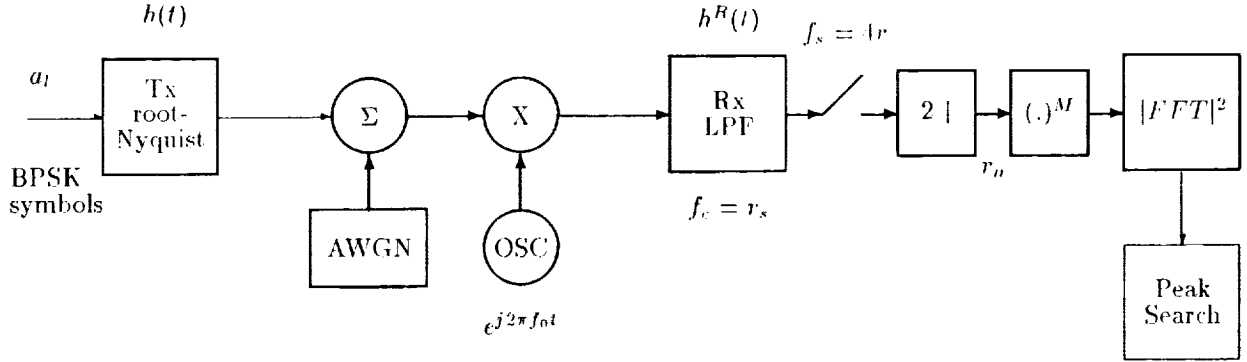 h(t)
h^R(t)
f_s = 4r
a_l
Tx
root-
Nyquist
Σ
X
Rx
LPF
2 ↓
(.)^M
|FFT|^2
r_n
BPSK
symbols
f_c = r_s
AWGN
OSC
e^{j2πf_0t}
Peak
Search